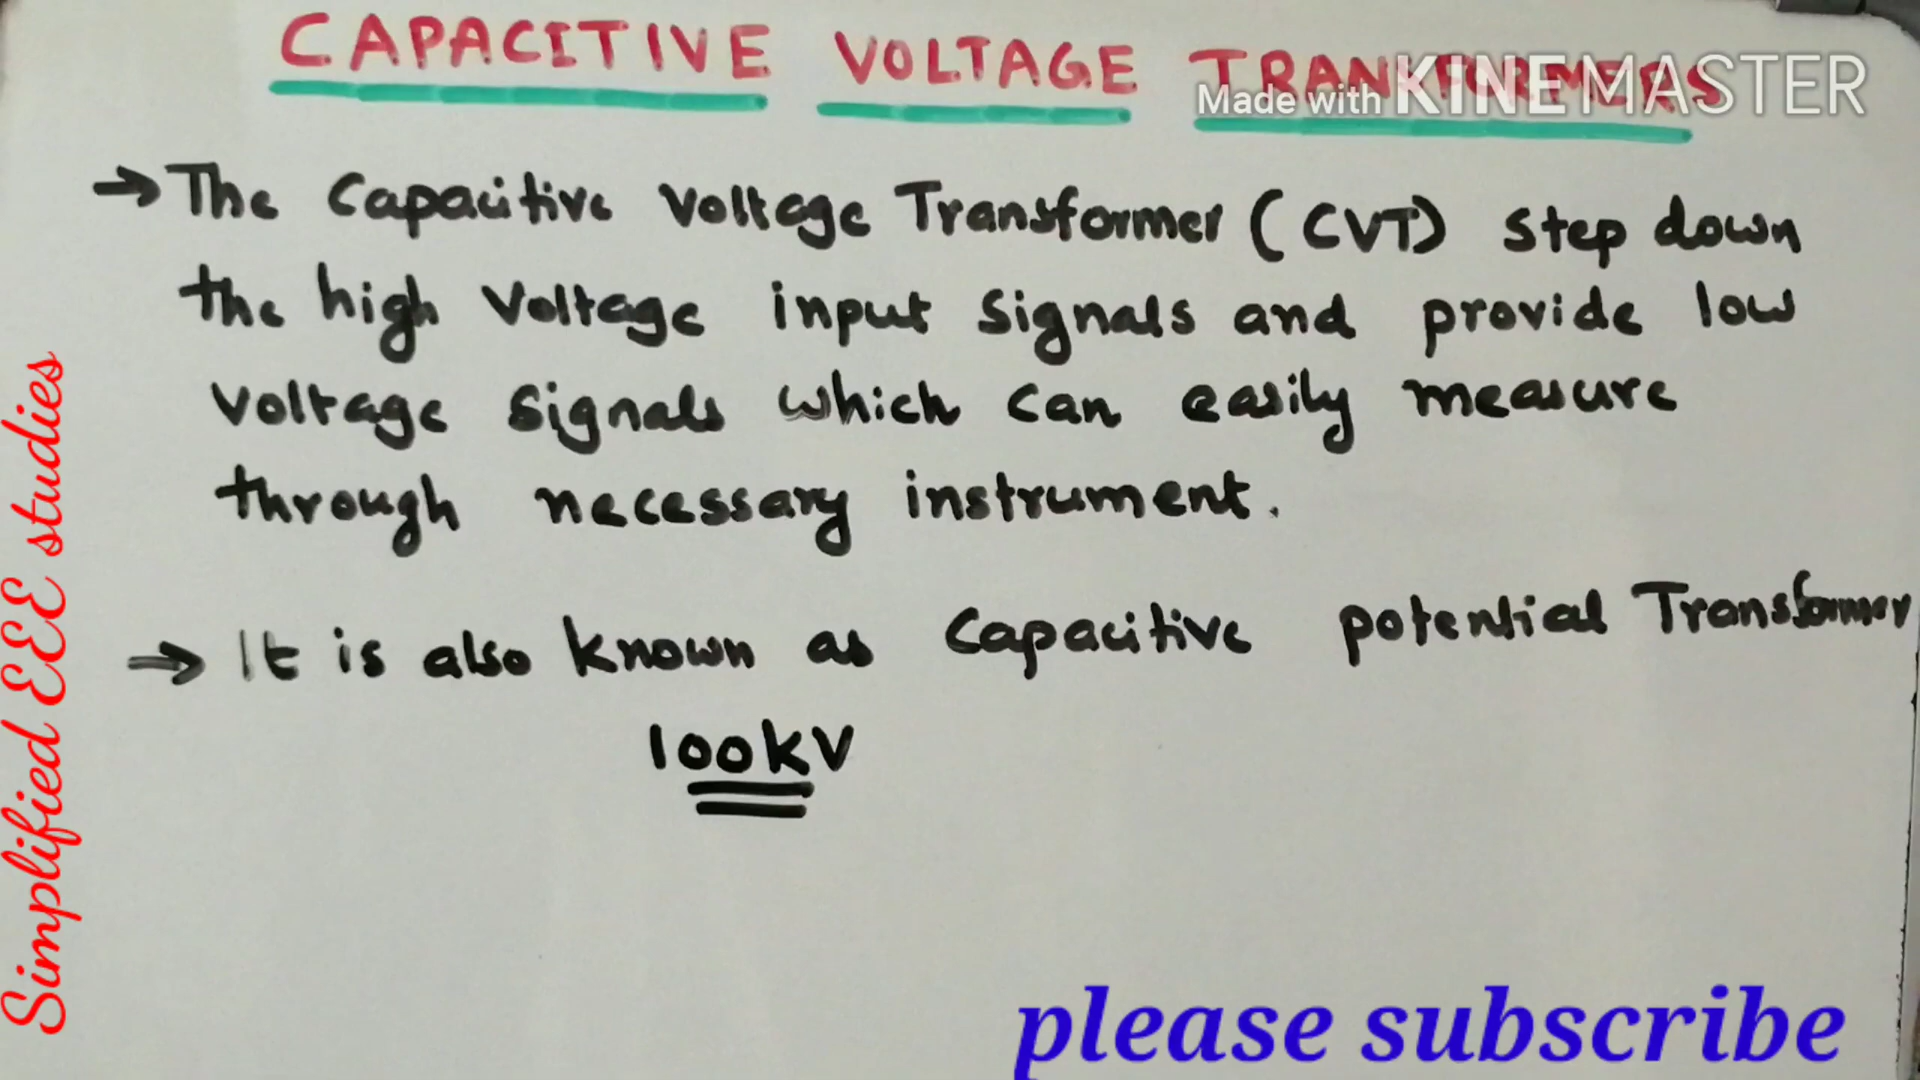 CAPACITIVE VOLTAGE TRANSFORMERS
Made with KINEMASTER
→ The Capacitive Voltage Transformer (CVT) step down
the high voltage input signals and provide low
voltage signals which can easily measure
through necessary instrument.
→ It is also known as Capacitive potential Transformer
100kV
Simplified EEE studies
please subscribe